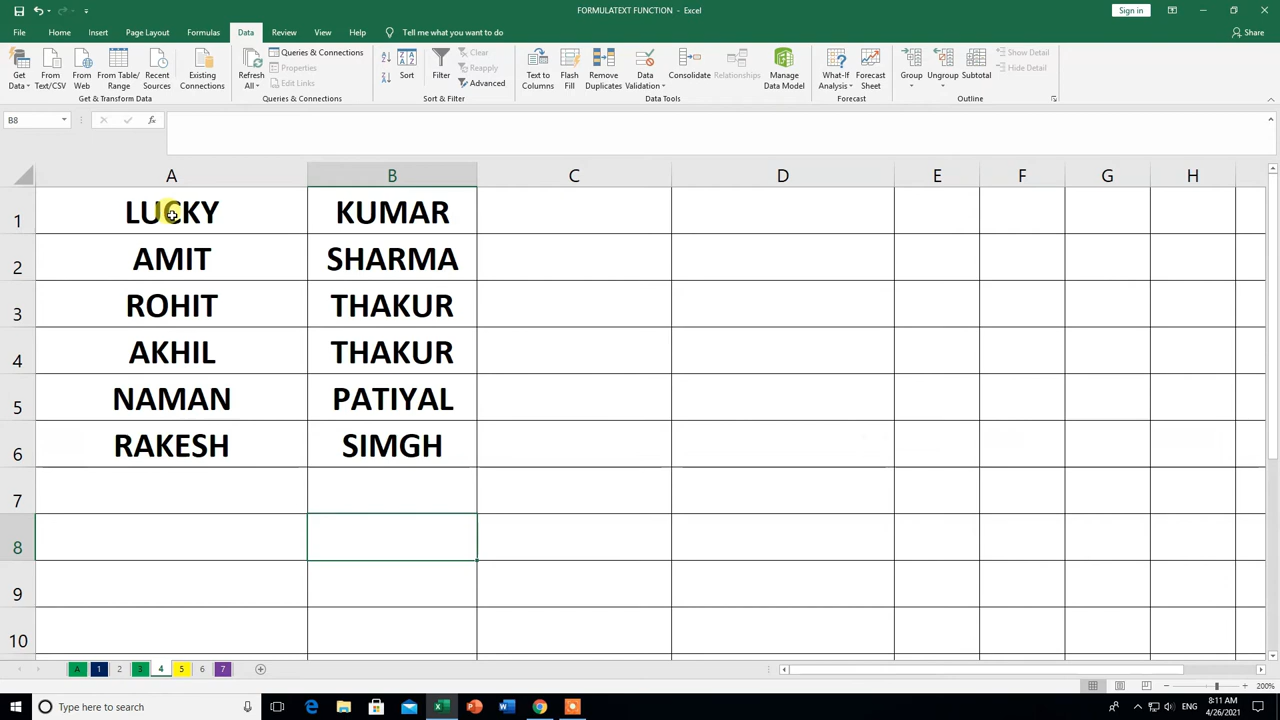 FORMULATEXT FUNCTION - Excel
Sign in
File Home Insert Page Layout Formulas Data Review View Help Tell me what you want to do Share
Get Data
From Text/CSV
From Web
From Table/Range
Recent Sources
Existing Connections
Get & Transform Data
Refresh All
Queries & Connections
Properties
Edit Links
Queries & Connections
Sort
Filter
Clear
Reapply
Advanced
Sort & Filter
Text to Columns
Flash Fill
Remove Duplicates
Data Validation
Consolidate
Relationships
Manage Data Model
Data Tools
What-If Analysis
Forecast Sheet
Forecast
Group
Ungroup
Subtotal
Show Detail
Hide Detail
Outline
B8 fx
A B C D E F G H
1 LUCKY KUMAR
2 AMIT SHARMA
3 ROHIT THAKUR
4 AKHIL THAKUR
5 NAMAN PATIYAL
6 RAKESH SIMGH
7
8
9
10
A 1 2 3 4 5 6 7
200%
Type here to search
ENG
8:11 AM
4/26/2021